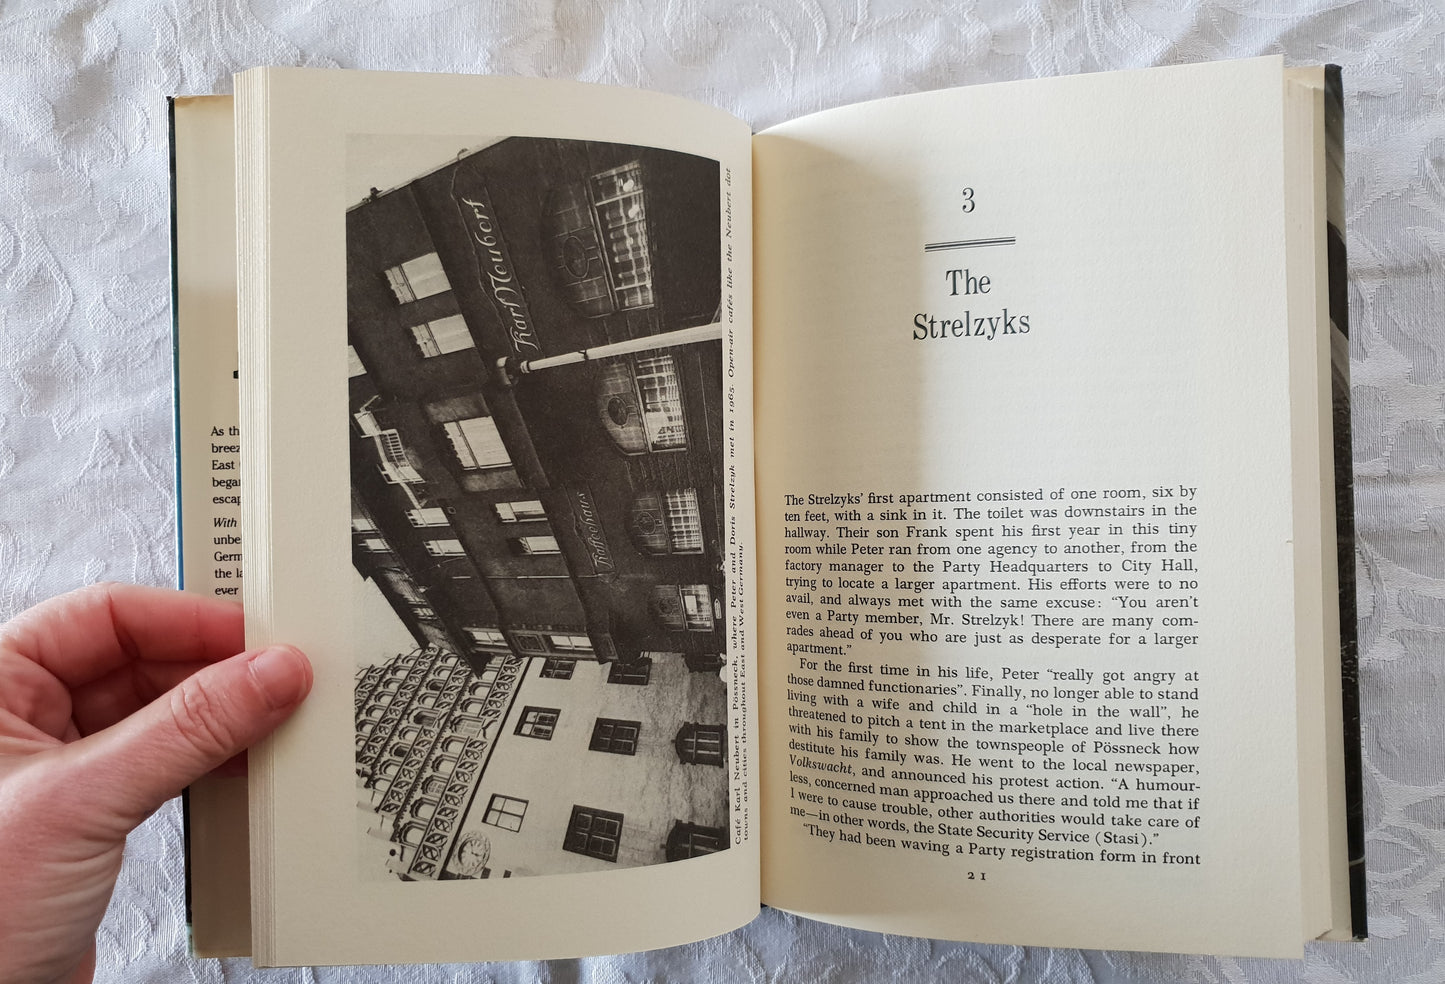 As th
breez
East
began
escap
With
unbe
Germ
the la
ever
Karl Neubert
Kaffeehaus
Café Karl Neubert in Pössneck, where Peter and Doris Strelzyk met in 1965. Open-air cafés like the Neubert dot
towns and cities throughout East and West Germany.
3
The
Strelzyks
The Strelzyks' first apartment consisted of one room, six by
ten feet, with a sink in it. The toilet was downstairs in the
hallway. Their son Frank spent his first year in this tiny
room while Peter ran from one agency to another, from the
factory manager to the Party Headquarters to City Hall,
trying to locate a larger apartment. His efforts were to no
avail, and always met with the same excuse: "You aren't
even a Party member, Mr. Strelzyk! There are many com-
rades ahead of you who are just as desperate for a larger
apartment."
For the first time in his life, Peter "really got angry at
those damned functionaries". Finally, no longer able to stand
living with a wife and child in a "hole in the wall", he
threatened to pitch a tent in the marketplace and live there
with his family to show the townspeople of Pössneck how
destitute his family was. He went to the local newspaper,
Volkswacht, and announced his protest action. "A humour-
less, concerned man approached us there and told me that if
I were to cause trouble, other authorities would take care of
me—in other words, the State Security Service (Stasi)."
"They had been waving a Party registration form in front
21